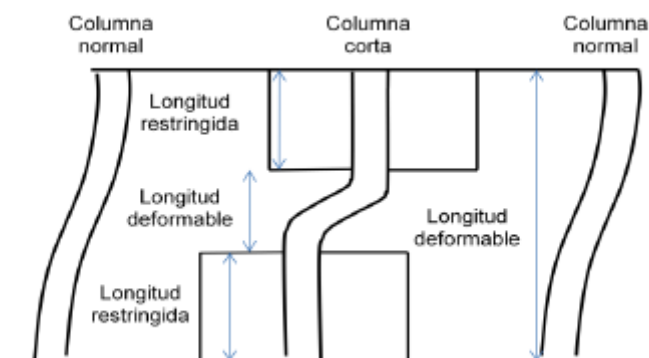 Columna
normal
Columna
corta
Columna
normal
Longitud
restringida
Longitud
deformable
Longitud
deformable
Longitud
restringida